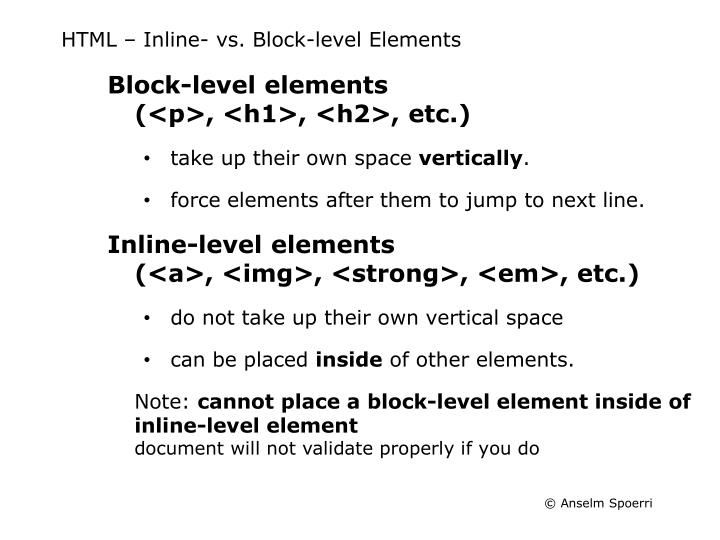 HTML – Inline- vs. Block-level Elements
Block-level elements
(<p>, <h1>, <h2>, etc.)
• take up their own space vertically.
• force elements after them to jump to next line.
Inline-level elements
(<a>, <img>, <strong>, <em>, etc.)
• do not take up their own vertical space
• can be placed inside of other elements.
Note: cannot place a block-level element inside of
inline-level element
document will not validate properly if you do
© Anselm Spoerri